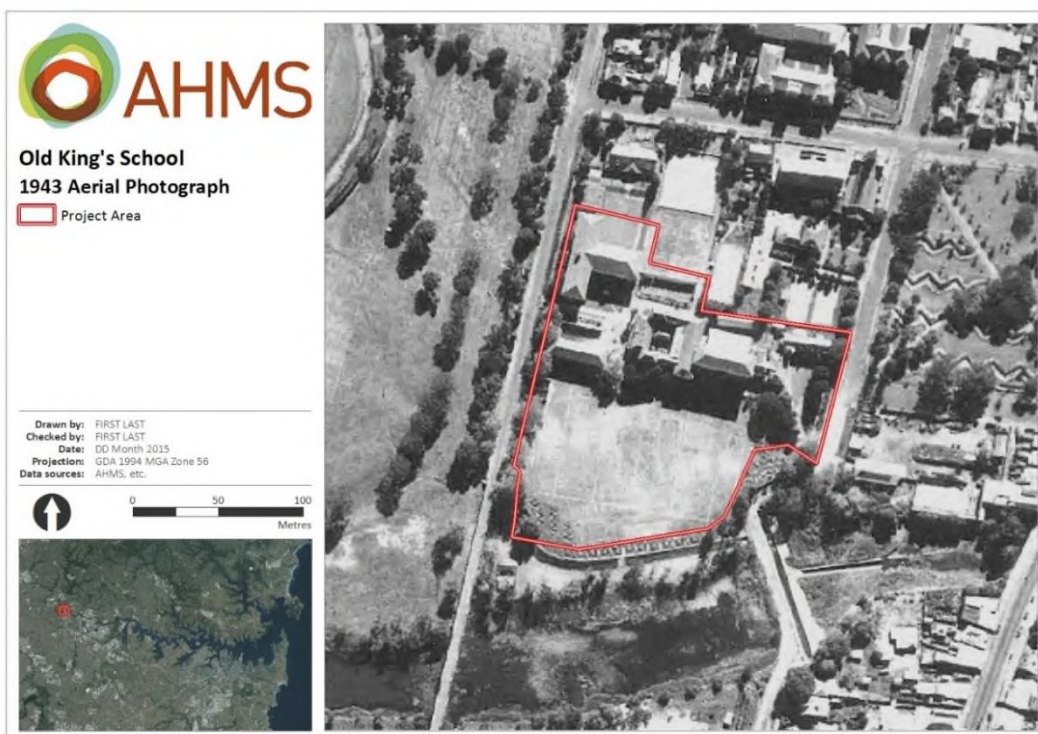 AHMS
Old King's School
1943 Aerial Photograph
Project Area
Drawn by: FIRST LAST
Checked by: FIRST LAST
Date: DD Month 2015
Projection: GDA 1994 MGA Zone 56
Data sources: AHMS, etc.
0 50 100
Metres